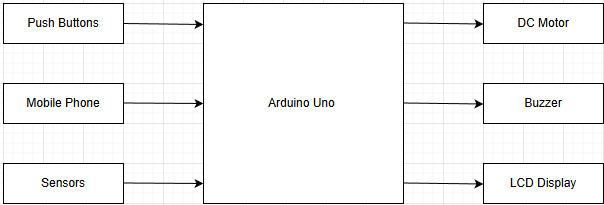 Push Buttons
DC Motor
Mobile Phone
Arduino Uno
Buzzer
Sensors
LCD Display